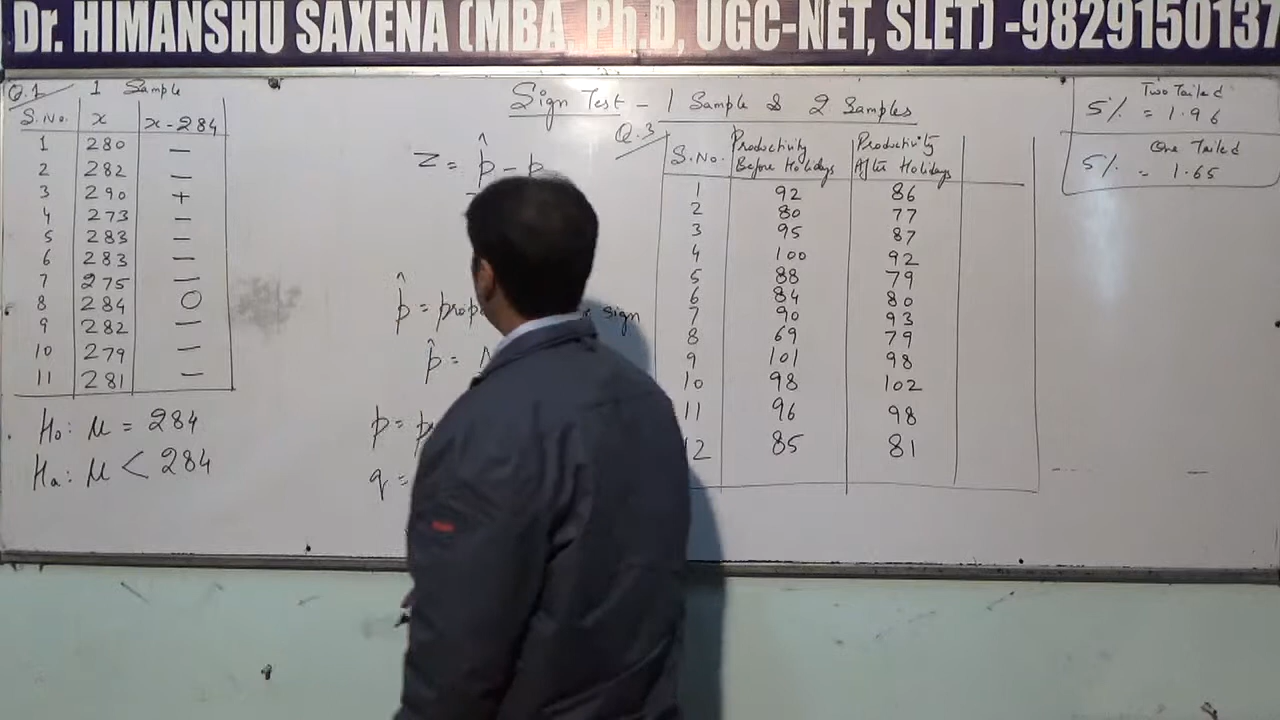 Dr. HIMANSHU SAXENA (MBA, Ph.D, UGC-NET, SLET) -9829150137
Q.1 1 Sample
S.No. x x-284
1 280 —
2 282 —
3 290 +
4 273 —
5 283 —
6 283 —
7 275 —
8 284 0
9 282 —
10 279 —
11 281 —
H₀: μ = 284
Hₐ: μ < 284
Sign Test - 1 Sample & 2 Samples
Z = p̂ - p
p̂ = sign
p̂ =
p =
q =
Q.3
S.No. Productivity Before Holidays Productivity After Holidays
1 92 86
2 80 77
3 95 87
4 100 92
5 88 79
6 84 80
7 90 93
8 69 79
9 101 98
10 98 102
11 96 98
12 85 81
Two Tailed
5% = 1.96
One Tailed
5% = 1.65